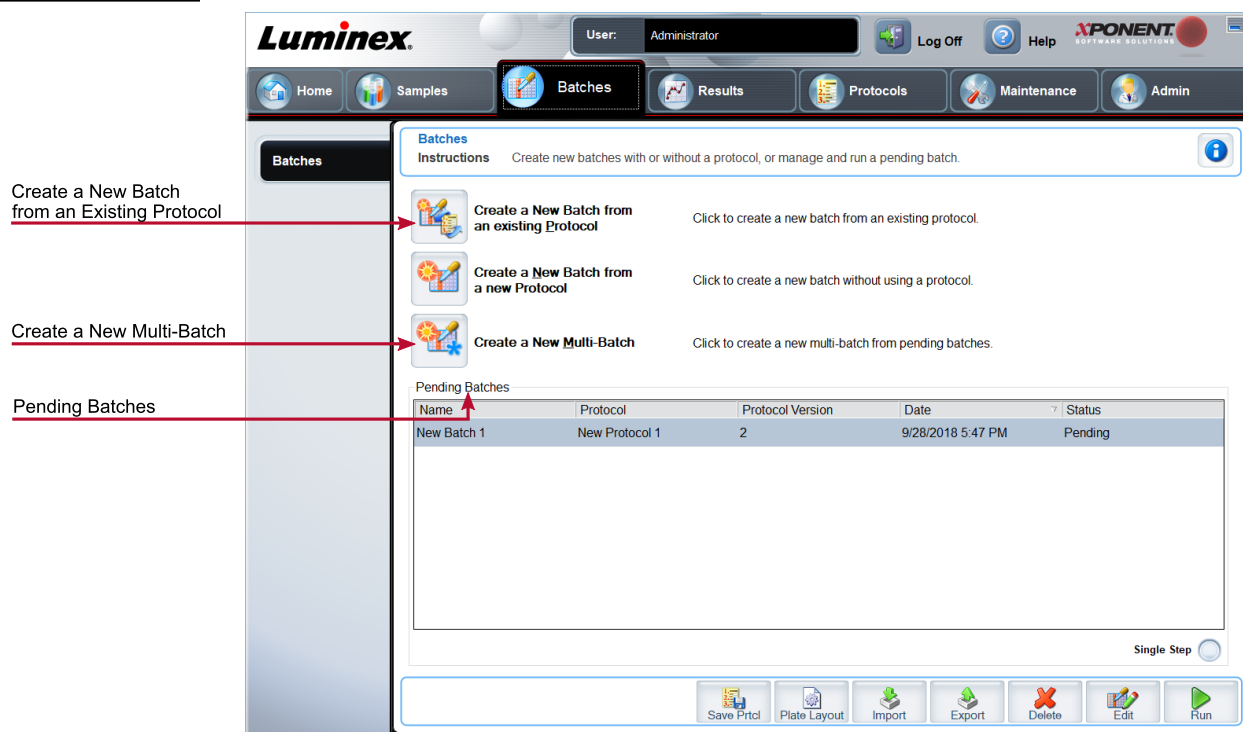 Luminex.
User: Administrator
Log Off
Help
XPONENT.
SOFTWARE SOLUTIONS
Home
Samples
Batches
Results
Protocols
Maintenance
Admin
Batches
Batches
Instructions Create new batches with or without a protocol, or manage and run a pending batch.
Create a New Batch
from an Existing Protocol
Create a New Batch from
an existing Protocol
Click to create a new batch from an existing protocol.
Create a New Batch from
a new Protocol
Click to create a new batch without using a protocol.
Create a New Multi-Batch
Create a New Multi-Batch
Click to create a new multi-batch from pending batches.
Pending Batches
Pending Batches
Name Protocol Protocol Version Date Status
New Batch 1 New Protocol 1 2 9/28/2018 5:47 PM Pending
Single Step
Save Prtcl
Plate Layout
Import
Export
Delete
Edit
Run